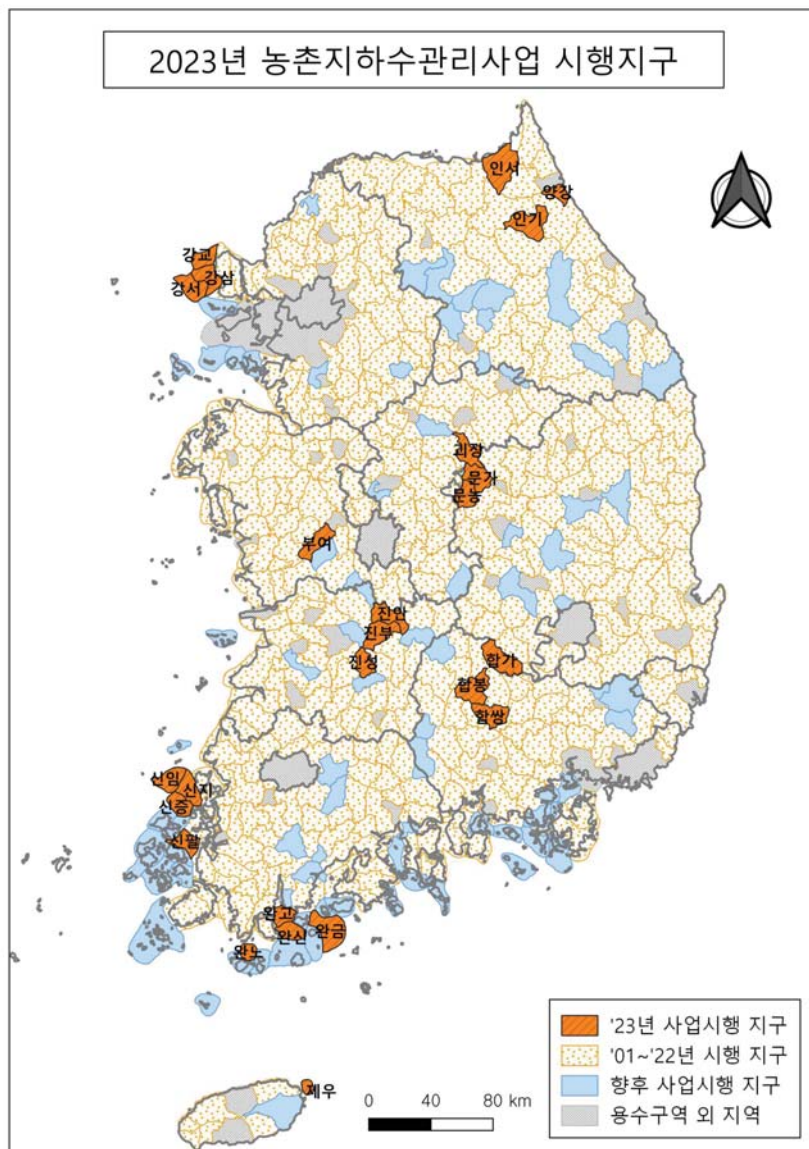 2023년 농촌지하수관리사업 시행지구
인서
양강
인기
강교
강삼
강서
괴장
문가
문농
부여
진안
진부
진성
합가
합봉
함쌍
신임
신지
신증
신팔
완고
완신
완금
완노
제우
'23년 사업시행 지구
'01~'22년 시행 지구
향후 사업시행 지구
용수구역 외 지역
0 40 80 km